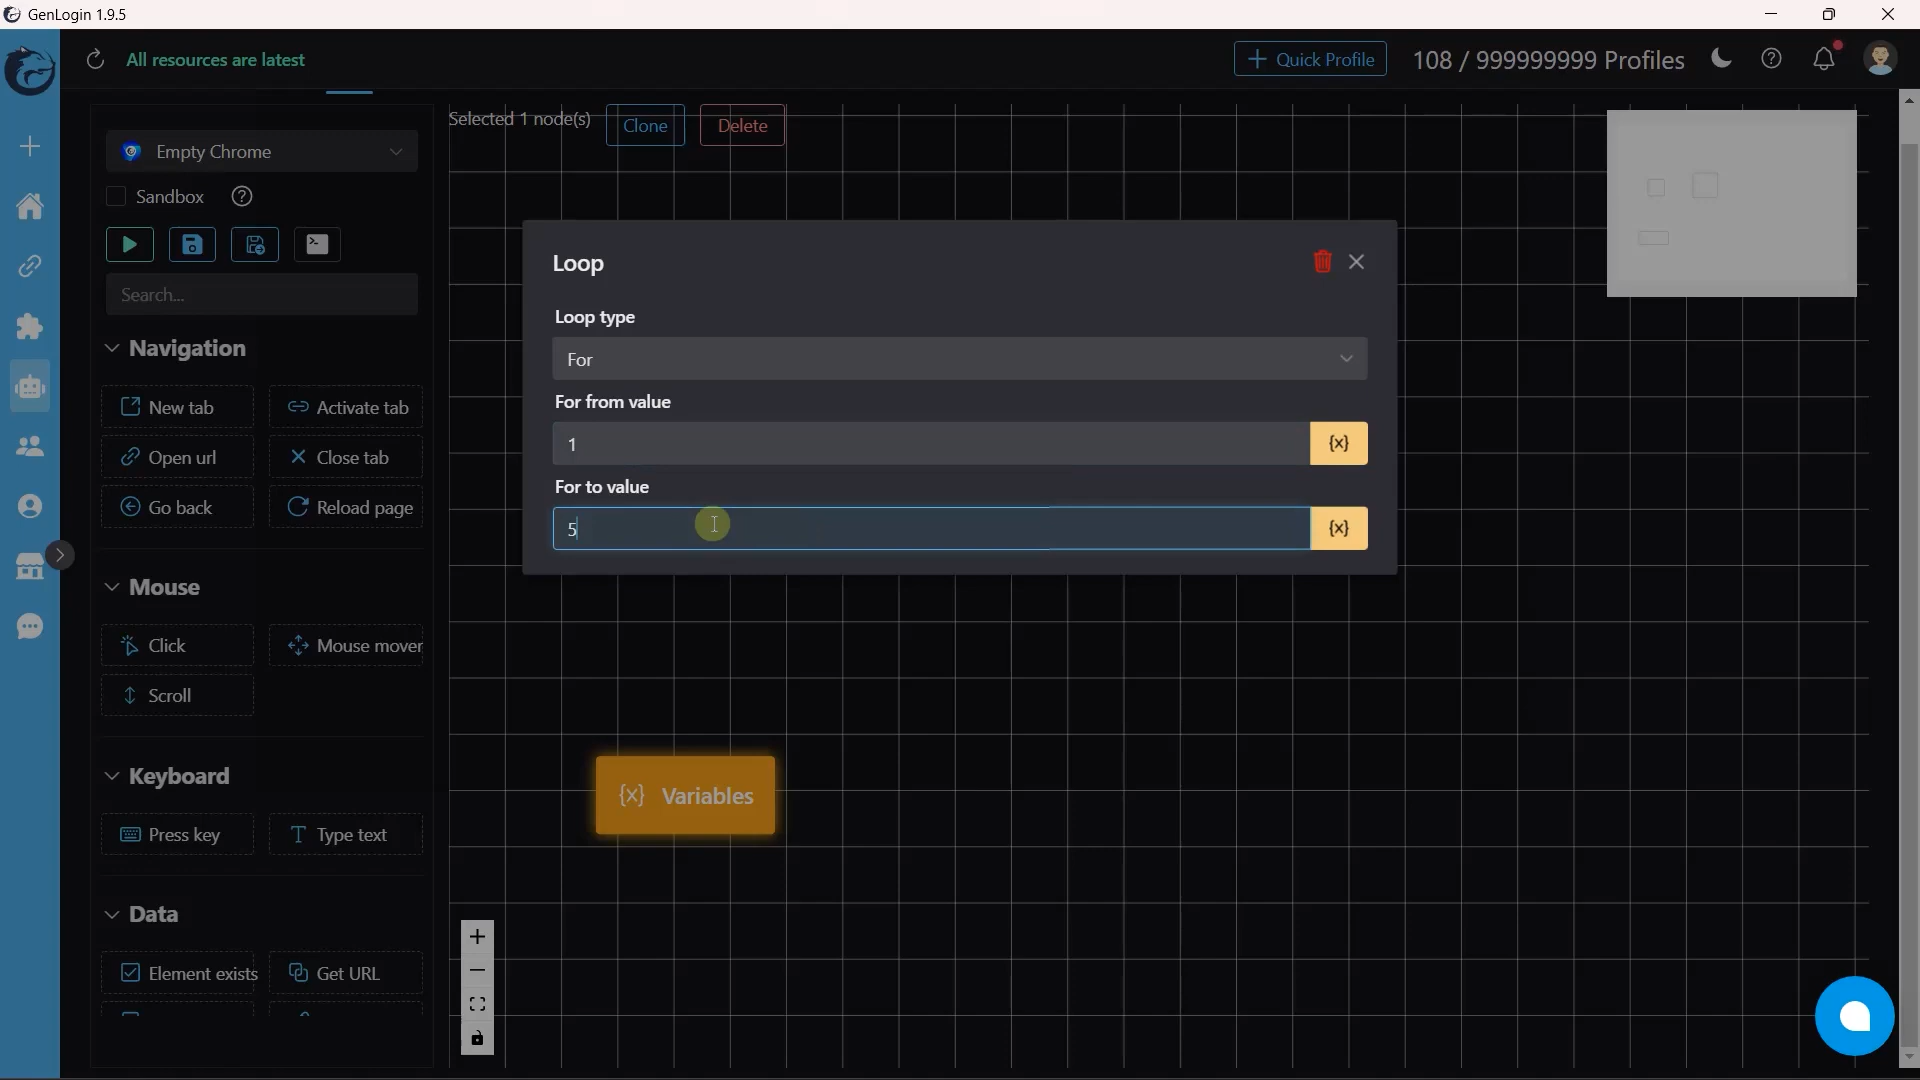 GenLogin 1.9.5
All resources are latest
Quick Profile
108 / 999999999 Profiles
Empty Chrome
Sandbox
Search...
Navigation
New tab
Activate tab
Open url
Close tab
Go back
Reload page
Mouse
Click
Mouse mover
Scroll
Keyboard
Press key
Type text
Data
Element exists
Get URL
Selected 1 node(s)
Clone
Delete
Loop
Loop type
For
For from value
1
{x}
For to value
5
{x}
{x} Variables